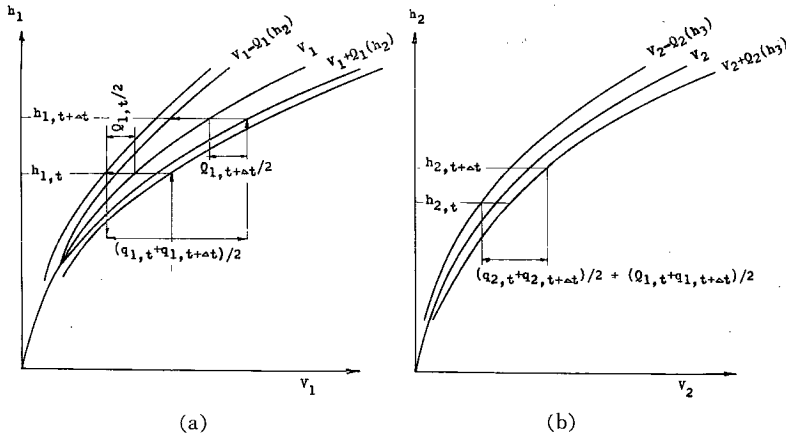 h1
V1-Q1(h2)
V1
V1+Q1(h2)
Q1,t/2
h1,t+Δt
h1,t
Q1,t+Δt/2
(q1,t+q1,t+Δt)/2
V1
(a)
h2
V2-Q2(h3)
V2
V2+Q2(h3)
h2,t+Δt
h2,t
(q2,t+q2,t+Δt)/2 + (Q1,t+q1,t+Δt)/2
V2
(b)